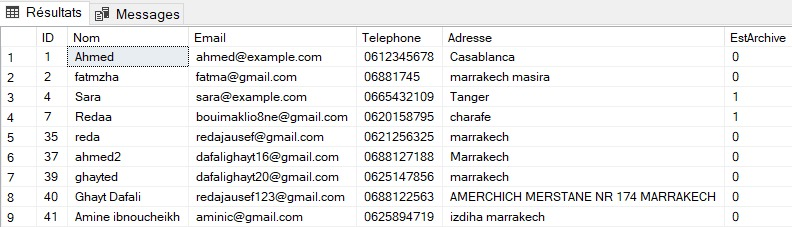 Résultats Messages
ID Nom Email Telephone Adresse EstArchive
1 1 Ahmed ahmed@example.com 0612345678 Casablanca 0
2 2 fatmzha fatma@gmail.com 06881745 marrakech masira 0
3 4 Sara sara@example.com 0665432109 Tanger 1
4 7 Redaa bouimaklio8ne@gmail.com 0620158795 charafe 1
5 35 reda redajausef@gmail.com 0621256325 marrakech 0
6 37 ahmed2 dafalighayt16@gmail.com 0688127188 Marrakech 0
7 39 ghayted dafalighayt20@gmail.com 0625147856 marrakech 0
8 40 Ghayt Dafali redajausef123@gmail.com 0688122563 AMERCHICH MERSTANE NR 174 MARRAKECH 0
9 41 Amine ibnoucheikh aminic@gmail.com 0625894719 izdiha marrakech 0